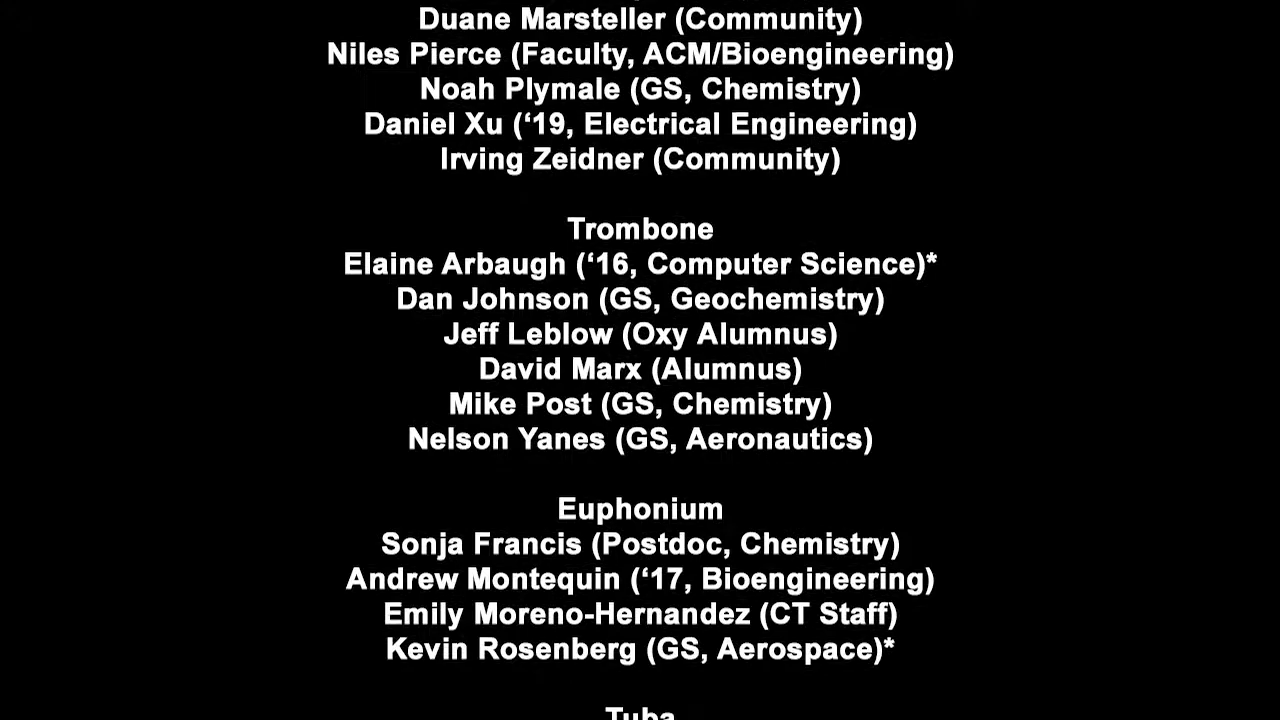 Duane Marsteller (Community)
Niles Pierce (Faculty, ACM/Bioengineering)
Noah Plymale (GS, Chemistry)
Daniel Xu (‘19, Electrical Engineering)
Irving Zeidner (Community)
Trombone
Elaine Arbaugh (‘16, Computer Science)*
Dan Johnson (GS, Geochemistry)
Jeff Leblow (Oxy Alumnus)
David Marx (Alumnus)
Mike Post (GS, Chemistry)
Nelson Yanes (GS, Aeronautics)
Euphonium
Sonja Francis (Postdoc, Chemistry)
Andrew Montequin (‘17, Bioengineering)
Emily Moreno-Hernandez (CT Staff)
Kevin Rosenberg (GS, Aerospace)*
Tuba